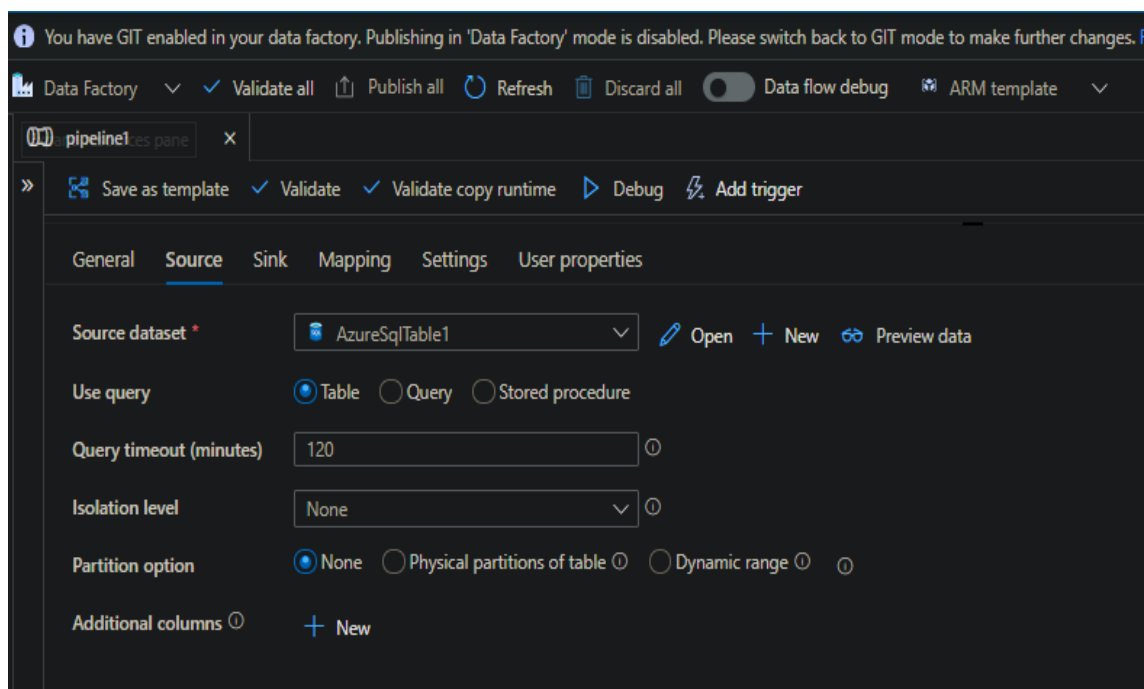 You have GIT enabled in your data factory. Publishing in 'Data Factory' mode is disabled. Please switch back to GIT mode to make further changes.
Data Factory Validate all Publish all Refresh Discard all Data flow debug ARM template
pipeline1
Save as template Validate Validate copy runtime Debug Add trigger
General Source Sink Mapping Settings User properties
Source dataset * AzureSqlTable1 Open New Preview data
Use query Table Query Stored procedure
Query timeout (minutes) 120
Isolation level None
Partition option None Physical partitions of table Dynamic range
Additional columns New